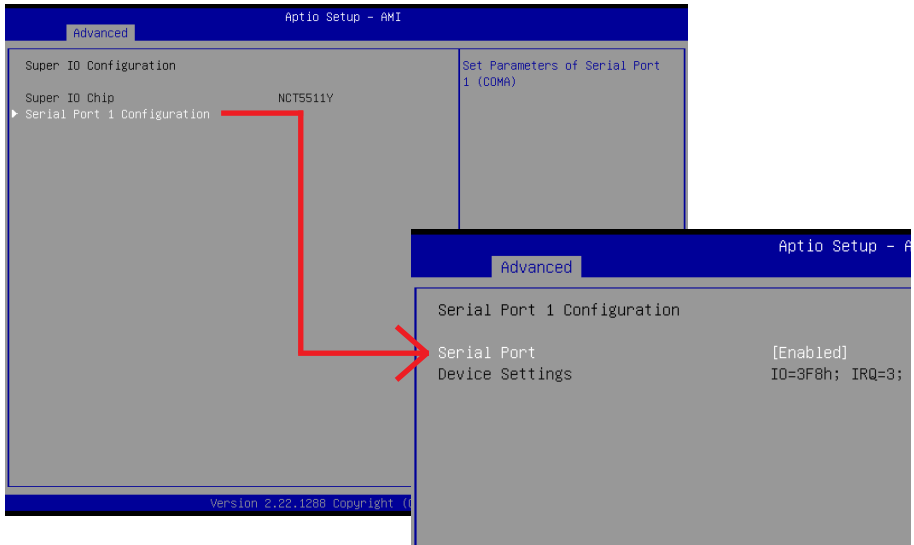 Aptio Setup - AMI
Advanced
Super IO Configuration
Set Parameters of Serial Port
1 (COMA)
Super IO Chip NCT5511Y
Serial Port 1 Configuration
Version 2.22.1288 Copyright (
Aptio Setup - A
Advanced
Serial Port 1 Configuration
Serial Port [Enabled]
Device Settings IO=3F8h; IRQ=3;